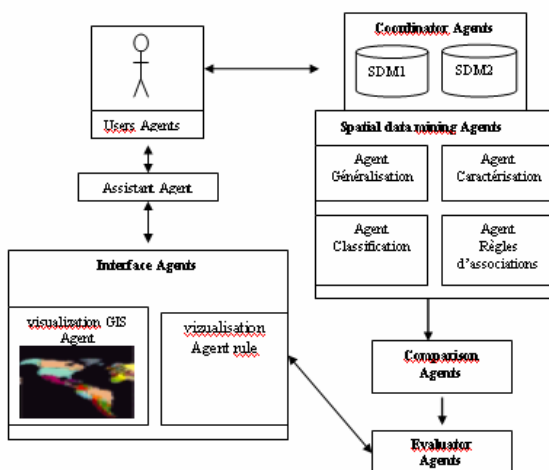 Coordinator Agents
SDM1
SDM2
Users Agents
Spatial data mining Agents
Agent
Généralisation
Agent
Caractérisation
Agent
Classification
Agent
Règles
d'associations
Assistant Agent
Interface Agents
visualization GIS
Agent
vizualisation
Agent rule
Comparison
Agents
Evaluator
Agents